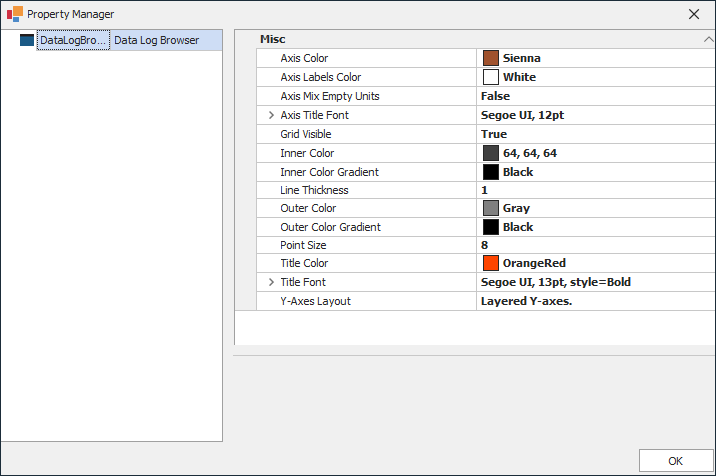 Property Manager
DataLogBro... Data Log Browser
Misc
Axis Color Sienna
Axis Labels Color White
Axis Mix Empty Units False
Axis Title Font Segoe UI, 12pt
Grid Visible True
Inner Color 64, 64, 64
Inner Color Gradient Black
Line Thickness 1
Outer Color Gray
Outer Color Gradient Black
Point Size 8
Title Color OrangeRed
Title Font Segoe UI, 13pt, style=Bold
Y-Axes Layout Layered Y-axes.
OK